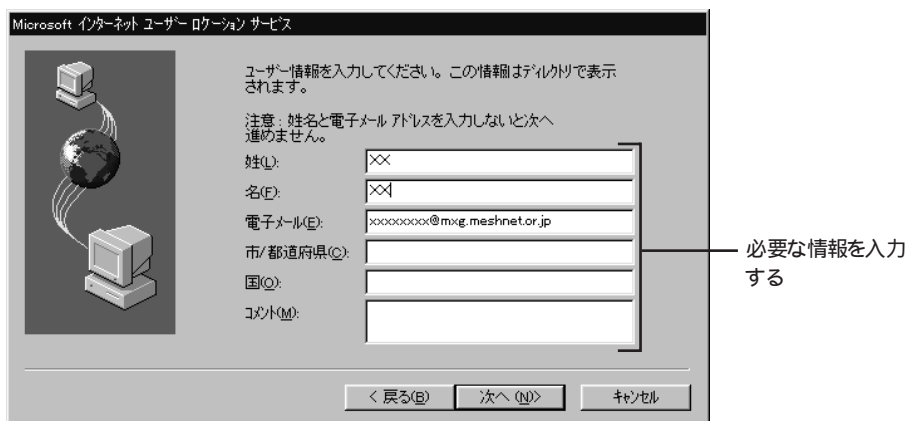 Microsoft インターネット ユーザー ロケーション サービス
ユーザー情報を入力してください。この情報はディレクトリで表示
されます。
注意 : 姓名と電子メール アドレスを入力しないと次へ
進めません。
姓(L): XX
名(F): XX
電子メール(E): xxxxxxxx@mxg.meshnet.or.jp
市/都道府県(C):
国(O):
コメント(M):
必要な情報を入力
する
< 戻る(B) 次へ (N)> キャンセル